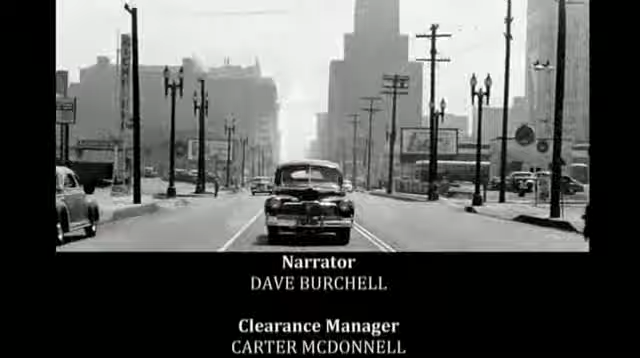 Narrator
DAVE BURCHELL
Clearance Manager
CARTER MCDONNELL